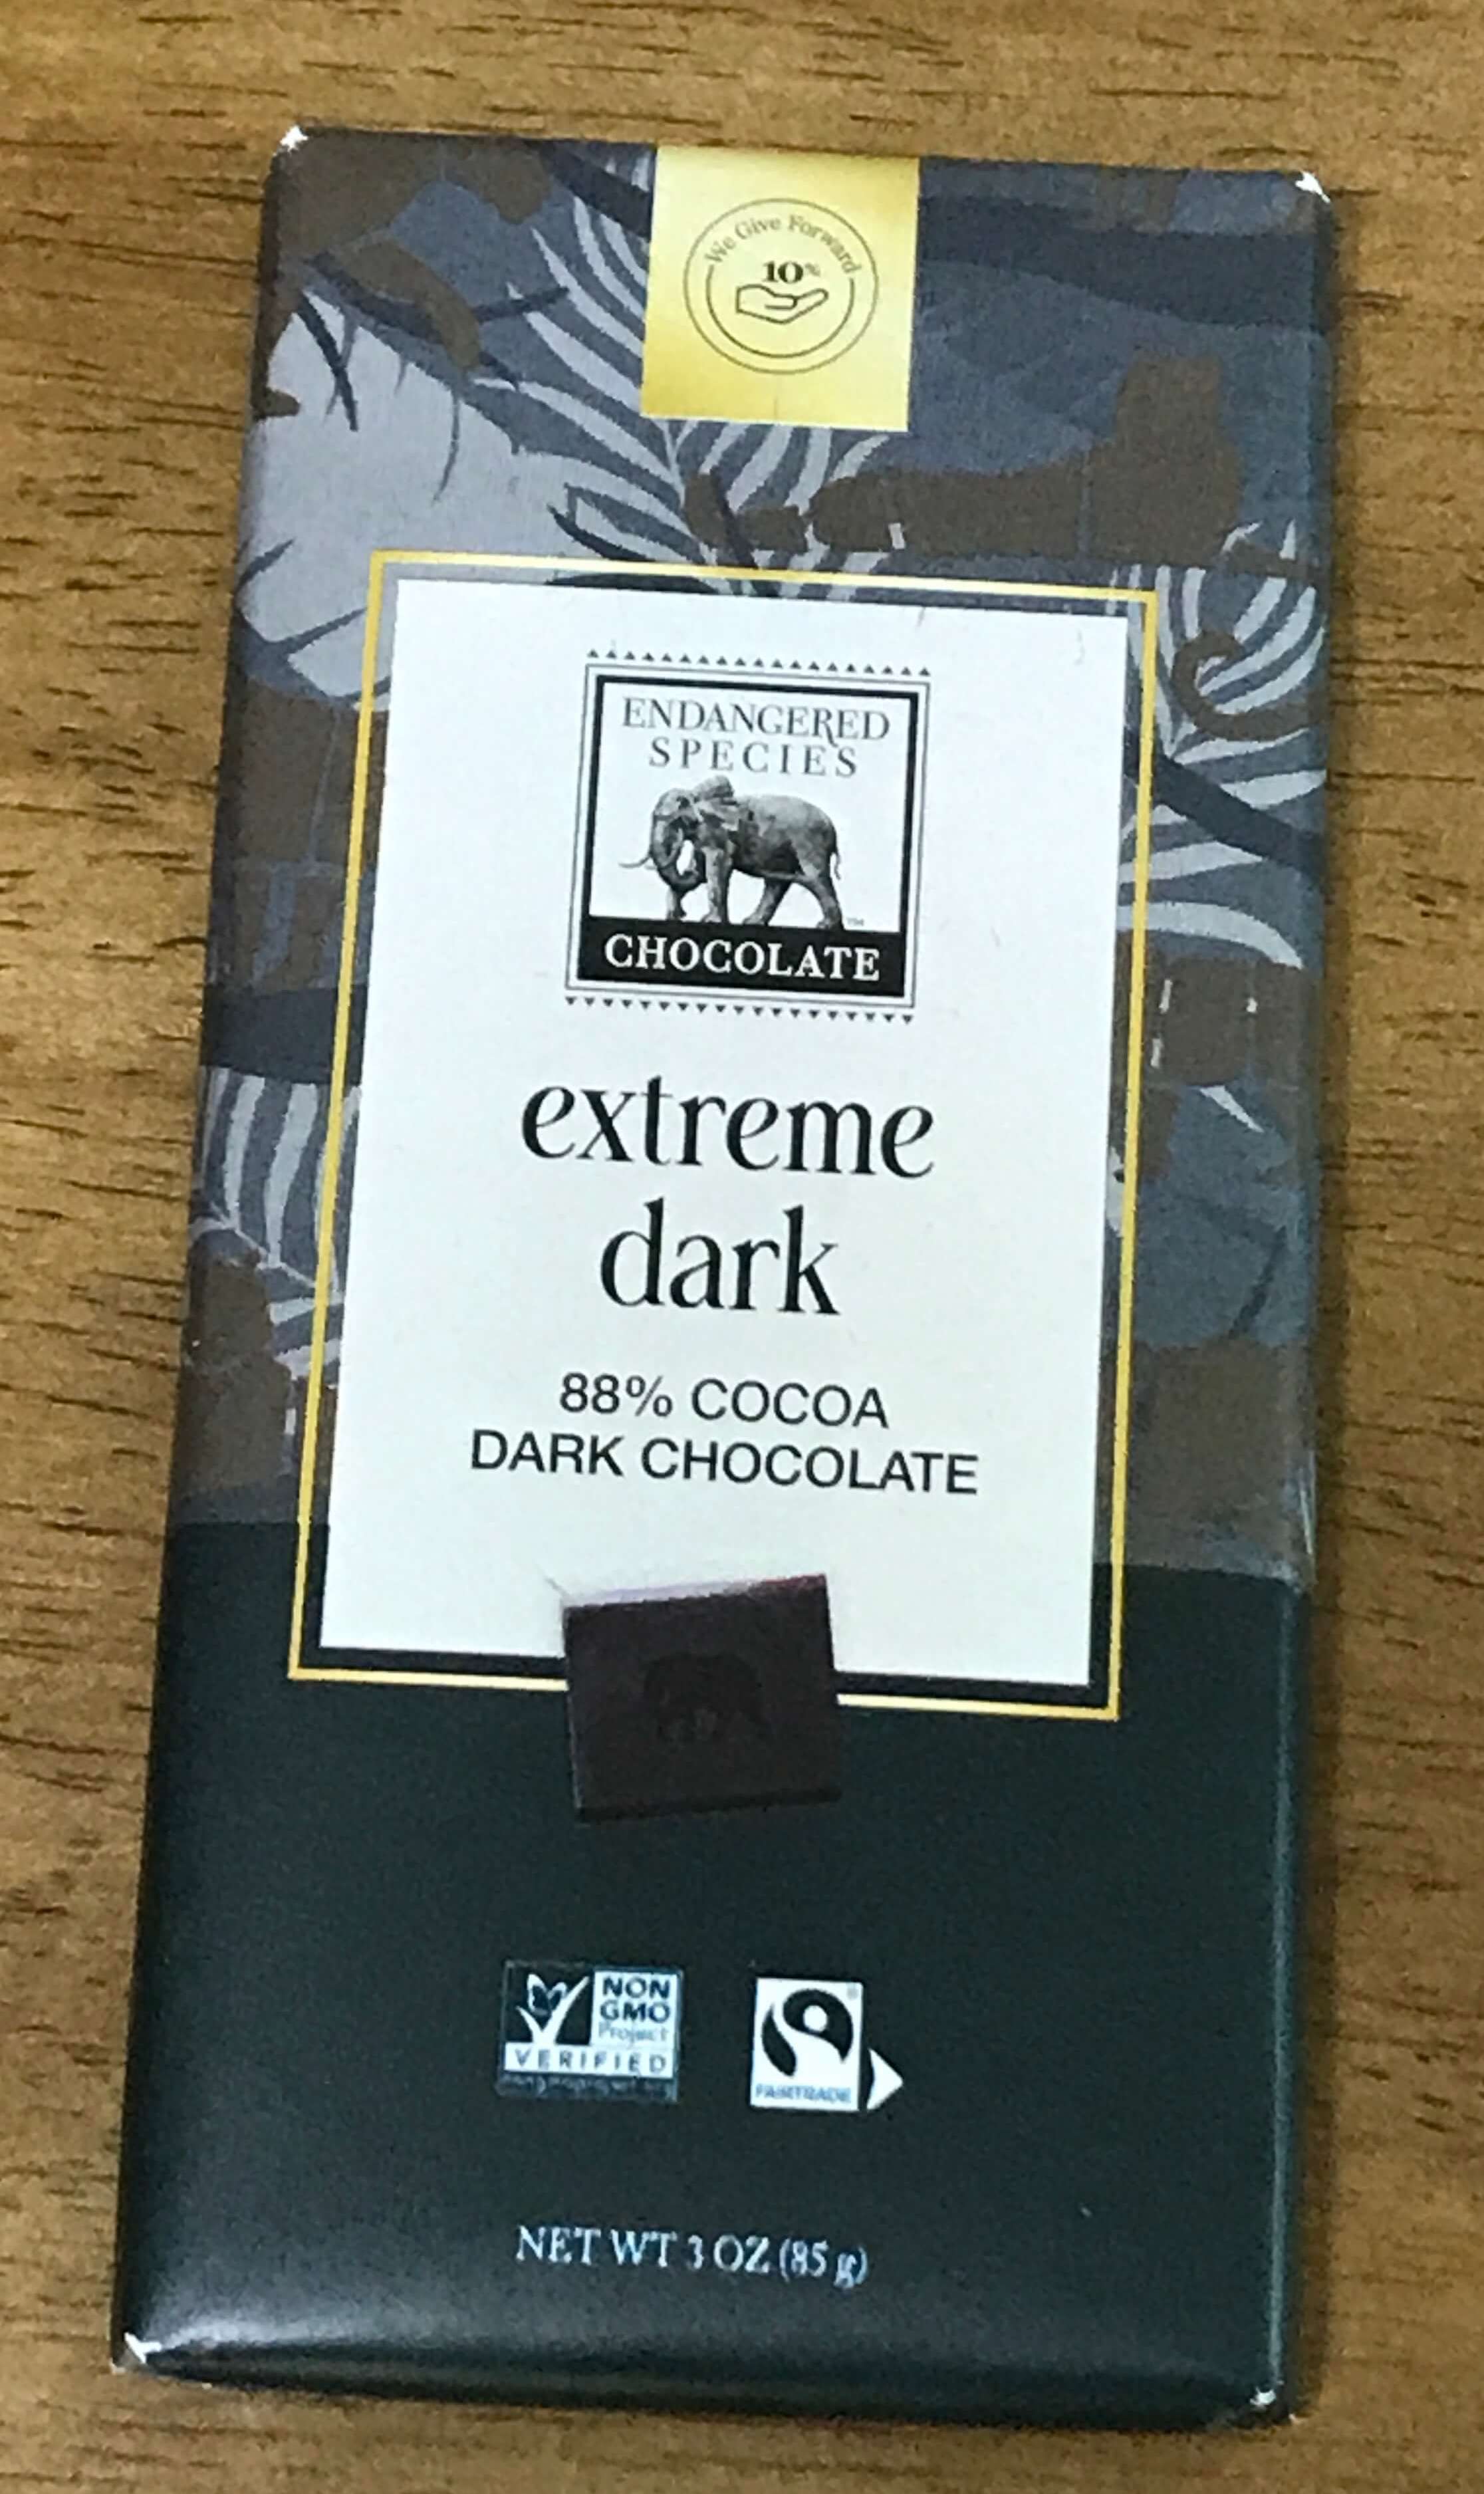 We Give Forward
10%
ENDANGERED
SPECIES
™
CHOCOLATE
extreme
dark
88% COCOA
DARK CHOCOLATE
NON
GMO
Project
VERIFIED
®
FAIRTRADE
NET WT 3 OZ (85 g)